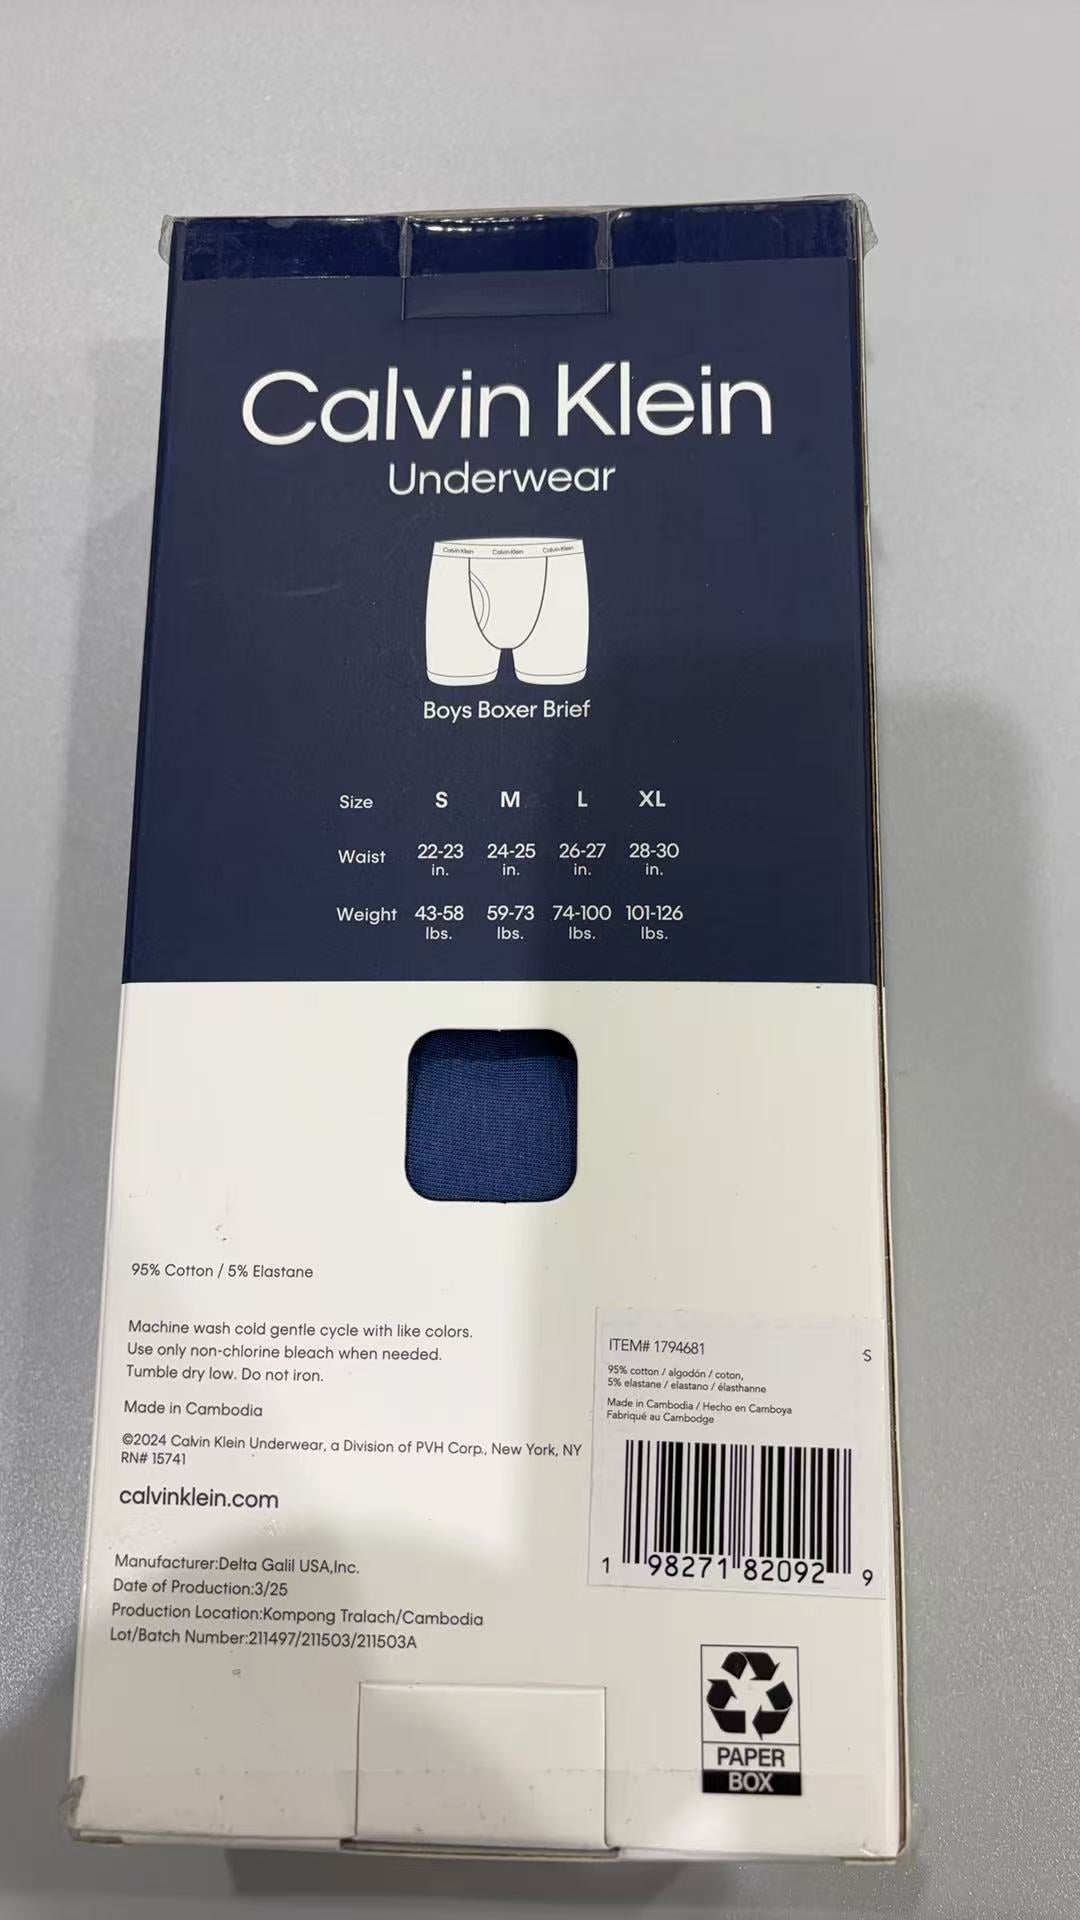 Calvin Klein
Underwear
Calvin Klein Calvin Klein Calvin Klein
Boys Boxer Brief
Size S M L XL
Waist 22-23 in. 24-25 in. 26-27 in. 28-30 in.
Weight 43-58 lbs. 59-73 lbs. 74-100 lbs. 101-126 lbs.
95% Cotton / 5% Elastane
Machine wash cold gentle cycle with like colors.
Use only non-chlorine bleach when needed.
Tumble dry low. Do not iron.
Made in Cambodia
©2024 Calvin Klein Underwear, a Division of PVH Corp., New York, NY
RN# 15741
calvinklein.com
Manufacturer:Delta Galil USA,Inc.
Date of Production:3/25
Production Location:Kompong Tralach/Cambodia
Lot/Batch Number:211497/211503/211503A
ITEM# 1794681 S
95% cotton / algodón / coton,
5% elastane / elastano / élasthanne
Made in Cambodia / Hecho en Camboya
Fabriqué au Cambodge
1 98271 82092 9
PAPER
BOX